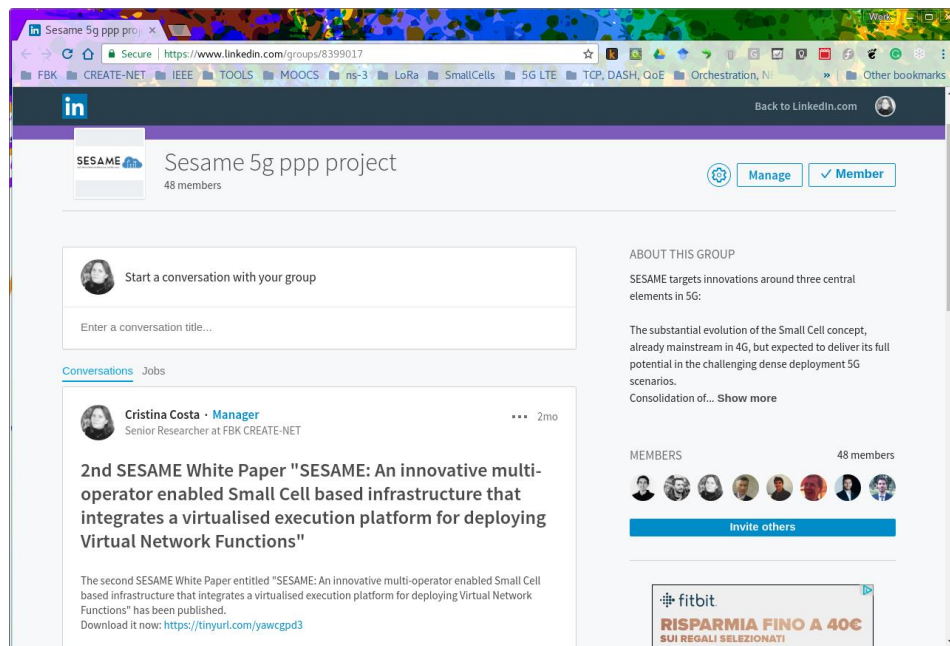 Work
Sesame 5g ppp pro
Secure
https://www.linkedin.com/groups/8399017
FBK CREATE-NET IEEE TOOLS MOOCS ns-3 LoRa SmallCells 5G LTE TCP, DASH, QoE Orchestration, » Other bookmarks
in
Back to LinkedIn.com
SESAME
Sesame 5g ppp project
48 members
Manage
Member
Start a conversation with your group
Enter a conversation title...
Conversations Jobs
Cristina Costa · Manager
Senior Researcher at FBK CREATE-NET
2mo
2nd SESAME White Paper "SESAME: An innovative multi-
operator enabled Small Cell based infrastructure that
integrates a virtualised execution platform for deploying
Virtual Network Functions"
The second SESAME White Paper entitled "SESAME: An innovative multi-operator enabled Small Cell
based infrastructure that integrates a virtualised execution platform for deploying Virtual Network
Functions" has been published.
Download it now: https://tinyurl.com/yawcgpd3
ABOUT THIS GROUP
SESAME targets innovations around three central
elements in 5G:
The substantial evolution of the Small Cell concept,
already mainstream in 4G, but expected to deliver its full
potential in the challenging dense deployment 5G
scenarios.
Consolidation of... Show more
MEMBERS
48 members
Invite others
fitbit
RISPARMIA FINO A 40€
SUI REGALI SELEZIONATI